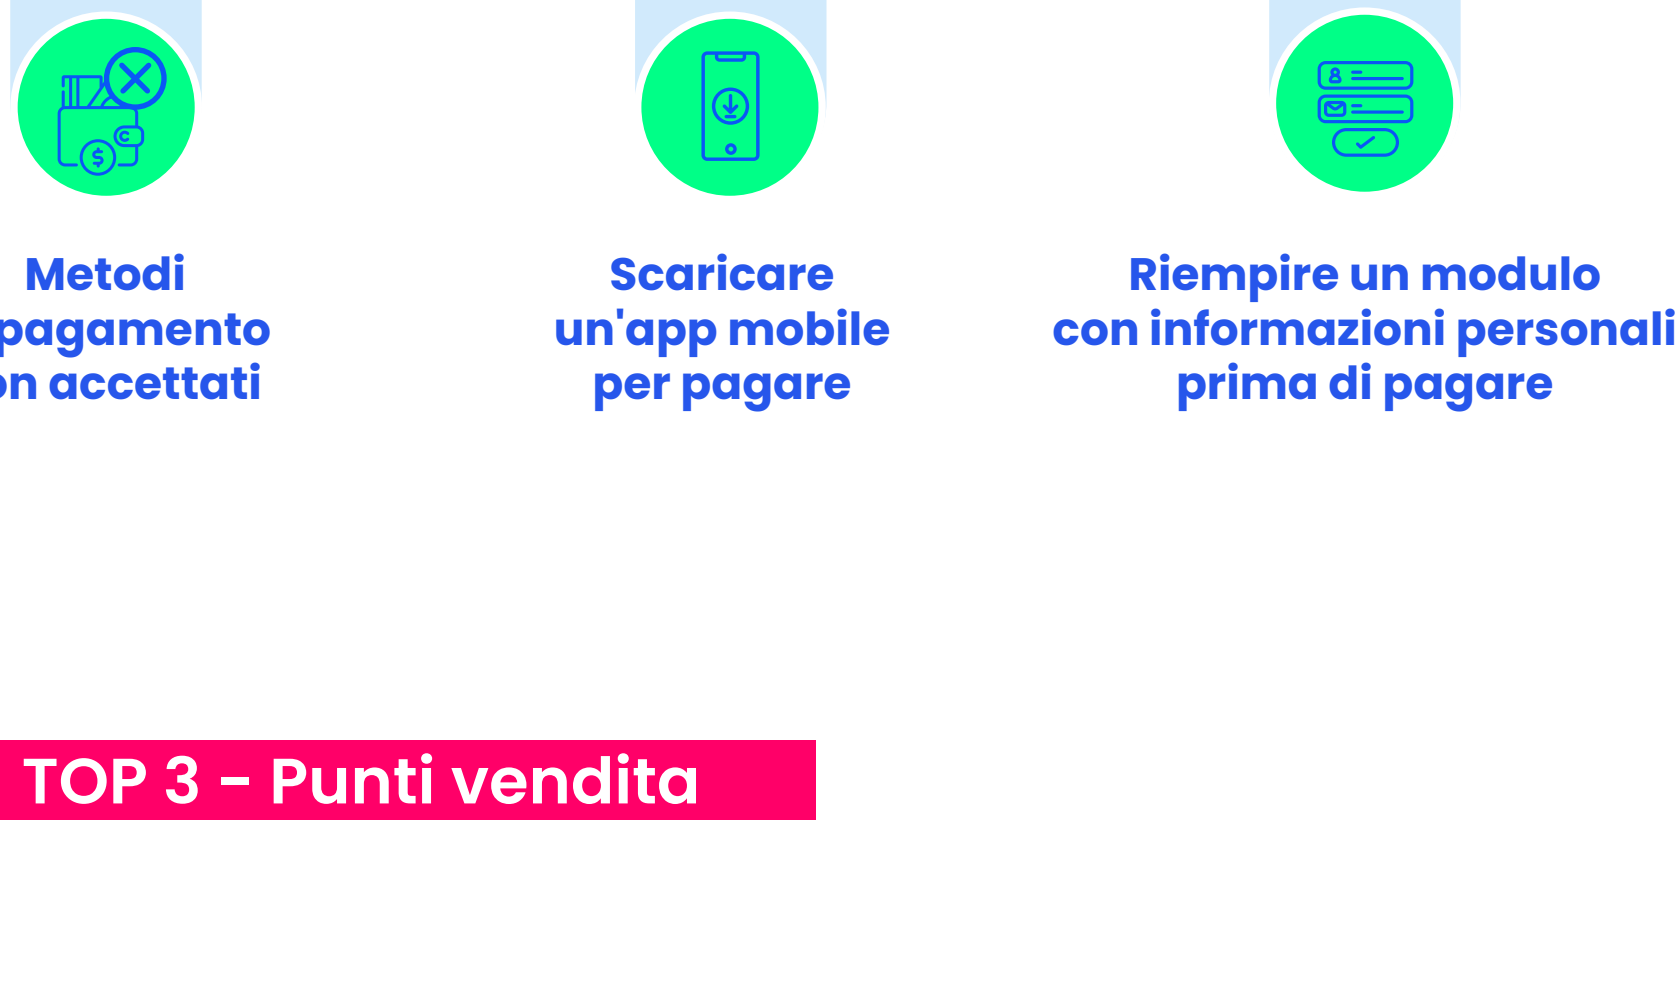 Metodi
pagamento
on accettati
Scaricare
un'app mobile
per pagare
Riempire un modulo
con informazioni personali
prima di pagare
TOP 3 - Punti vendita